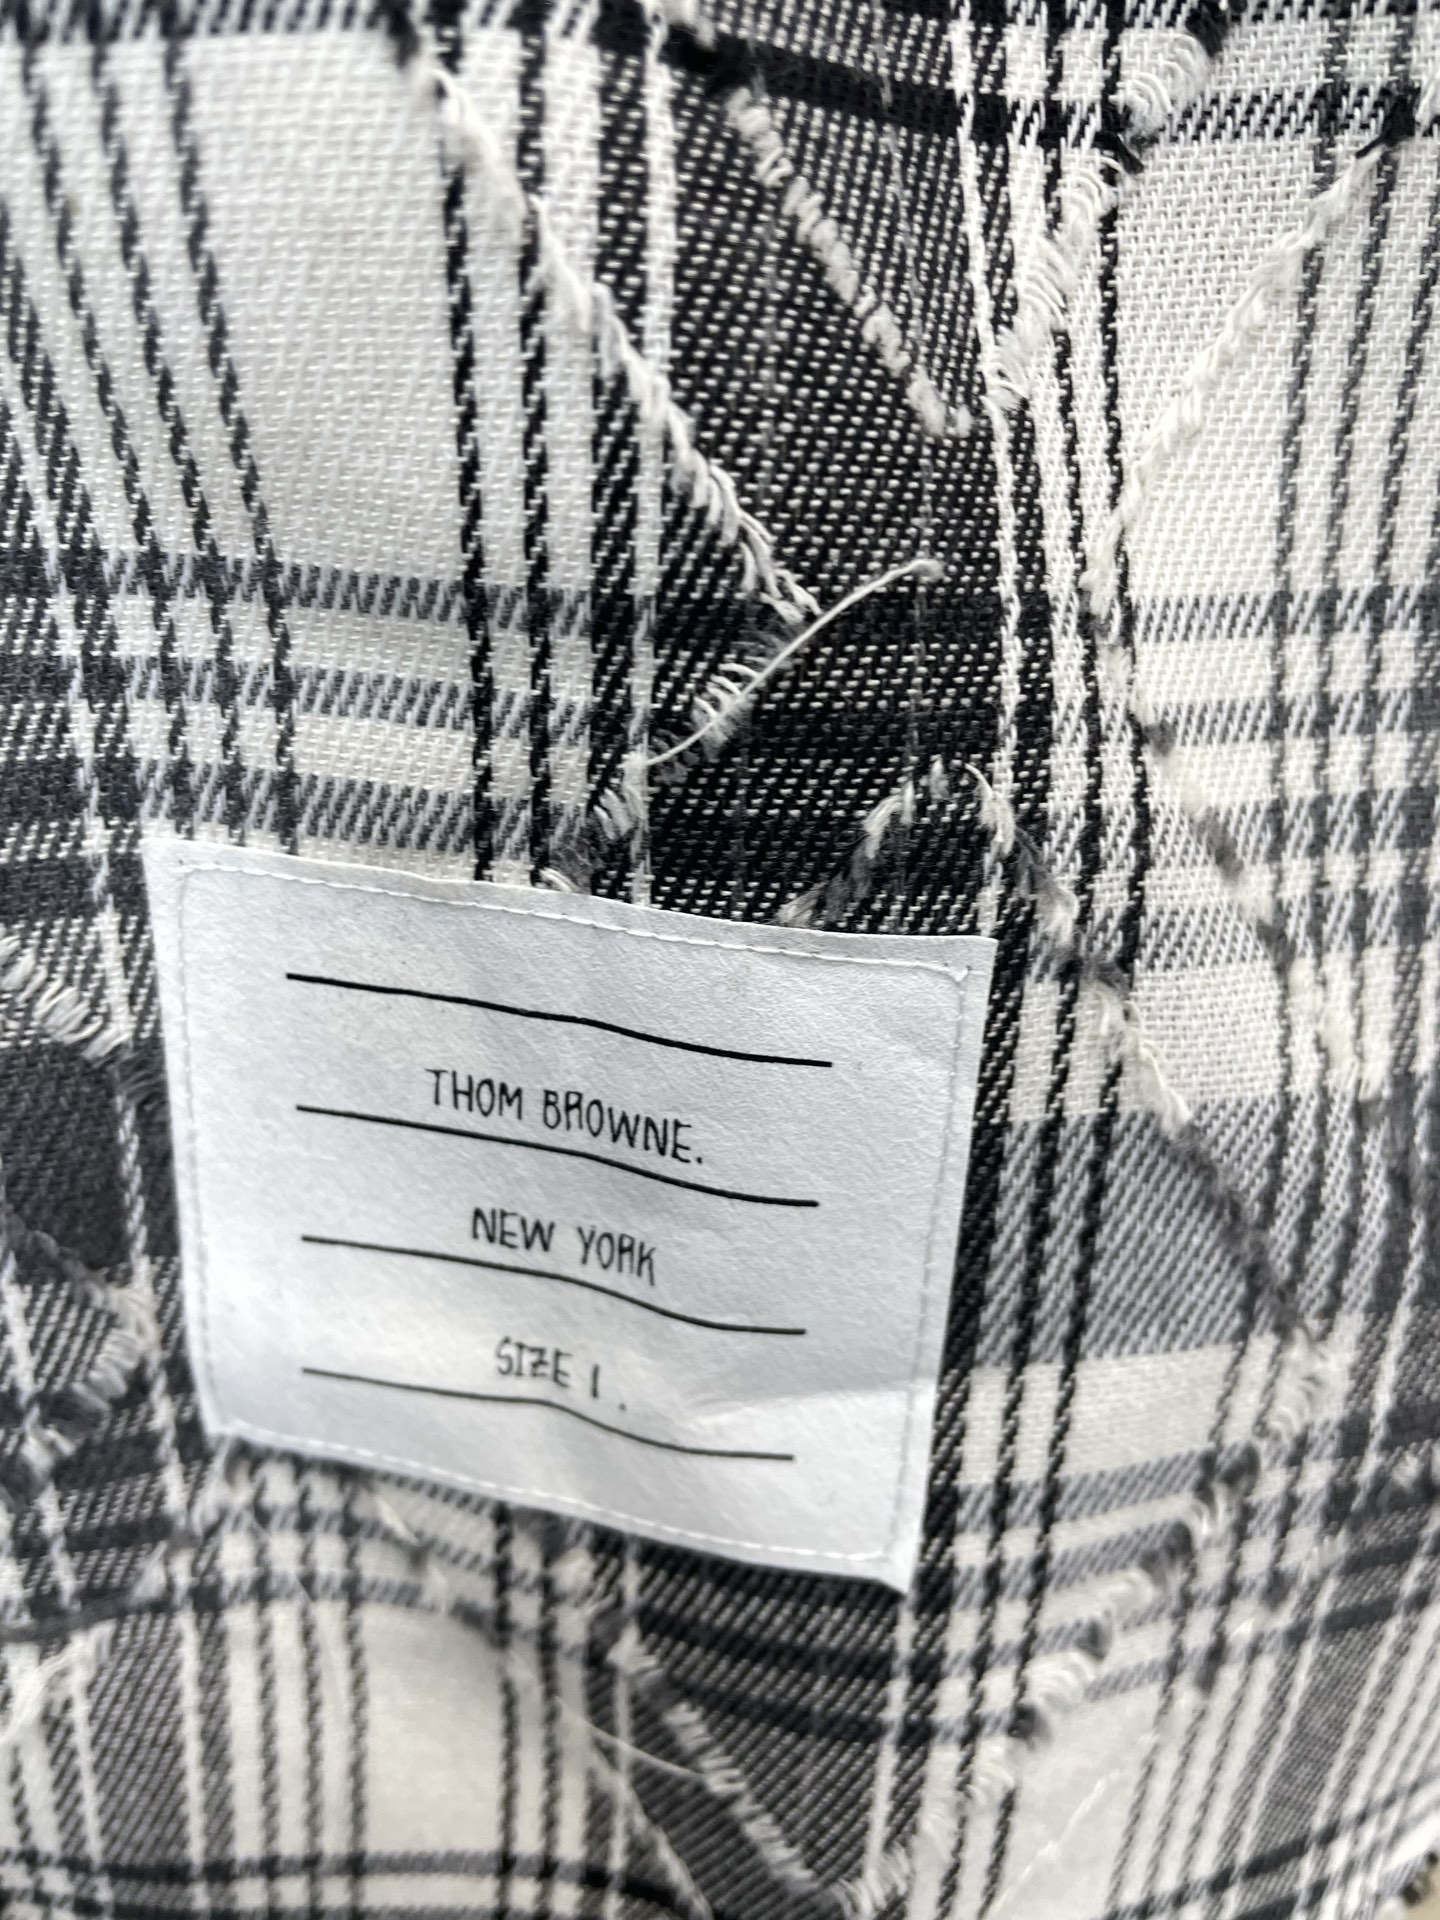 THOM BROWNE.
NEW YORK
SIZE 1.